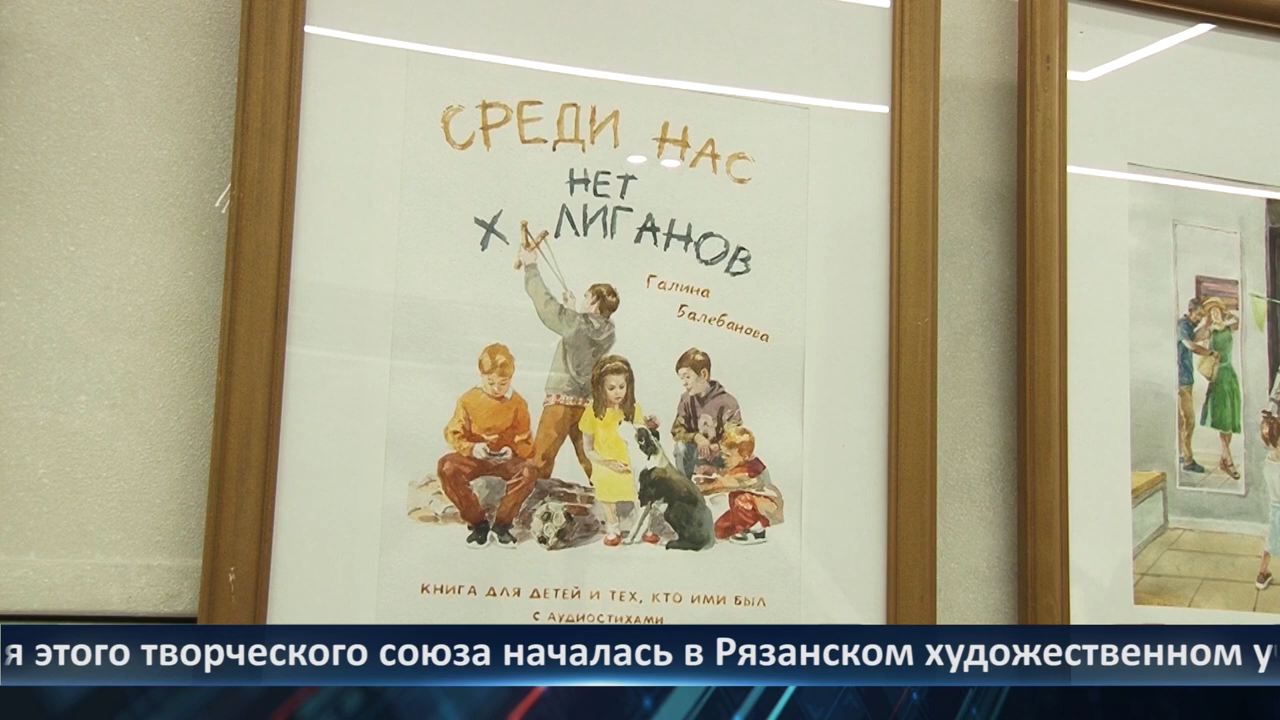 СРЕДИ НАС
НЕТ
Х ЛИГАНОВ
Галина
Балебанова
КНИГА ДЛЯ ДЕТЕЙ И ТЕХ, КТО ИМИ БЫЛ
С АУДИОСТИХАМИ
я этого творческого союза началась в Рязанском художественном у